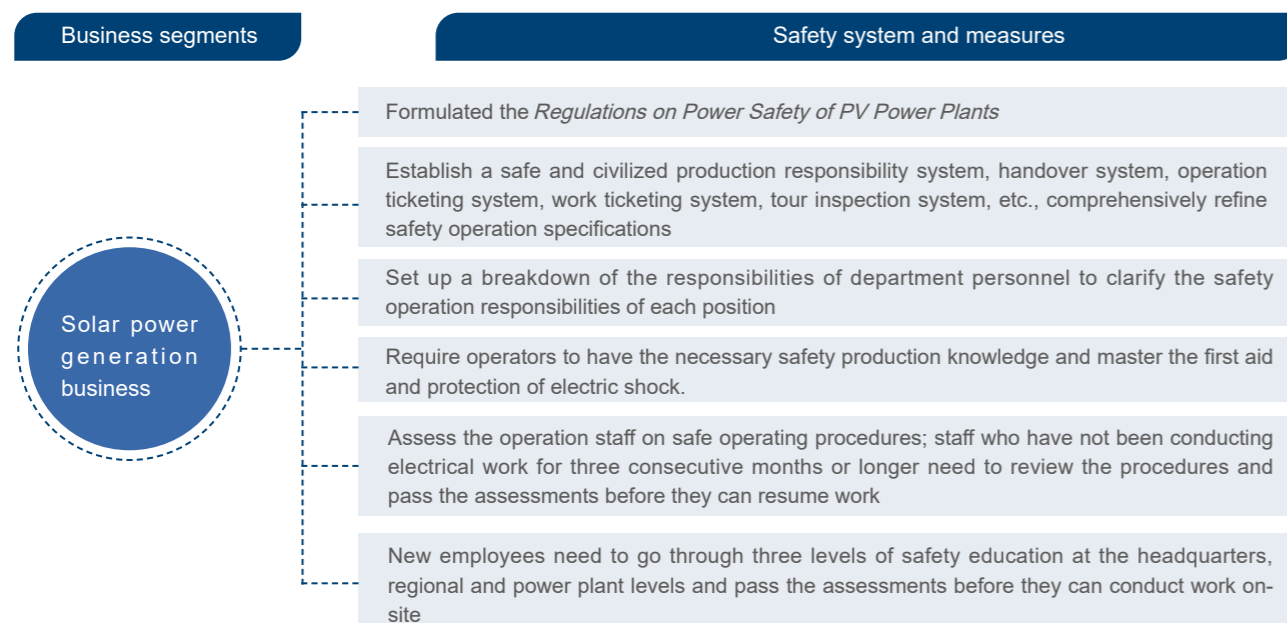 Business segments
Safety system and measures
Solar power
generation
business
Formulated the Regulations on Power Safety of PV Power Plants
Establish a safe and civilized production responsibility system, handover system, operation
ticketing system, work ticketing system, tour inspection system, etc., comprehensively refine
safety operation specifications
Set up a breakdown of the responsibilities of department personnel to clarify the safety
operation responsibilities of each position
Require operators to have the necessary safety production knowledge and master the first aid
and protection of electric shock.
Assess the operation staff on safe operating procedures; staff who have not been conducting
electrical work for three consecutive months or longer need to review the procedures and
pass the assessments before they can resume work
New employees need to go through three levels of safety education at the headquarters,
regional and power plant levels and pass the assessments before they can conduct work on-
site